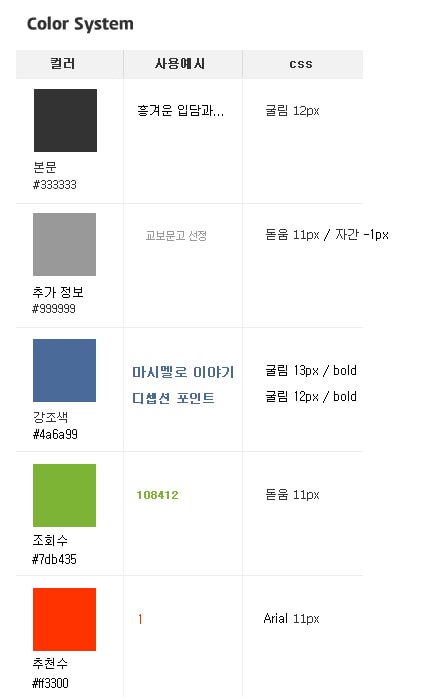 Color System
컬러 사용예시 css
흥겨운 입담과... 굴림 12px
본문
#333333
교보문고 선정 돋움 11px / 자간 -1px
추가 정보
#999999
마시멜로 이야기 굴림 13px / bold
디셉션 포인트 굴림 12px / bold
강조색
#4a6a99
108412 돋움 11px
조회수
#7db435
1 Arial 11px
추천수
#ff3300